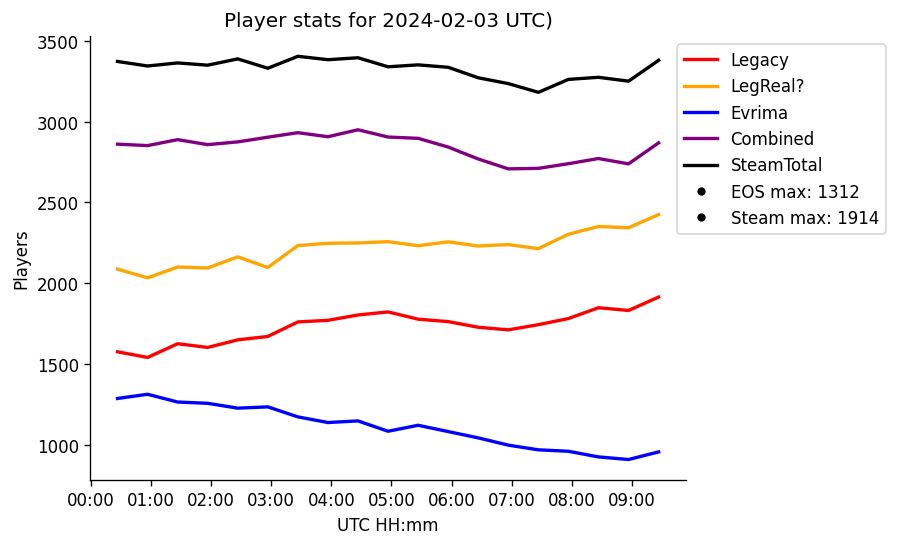 Player stats for 2024-02-03 UTC)
3500
3000
2500
2000
1500
1000
Players
00:00 01:00 02:00 03:00 04:00 05:00 06:00 07:00 08:00 09:00
UTC HH:mm
Legacy
LegReal?
Evrima
Combined
SteamTotal
EOS max: 1312
Steam max: 1914